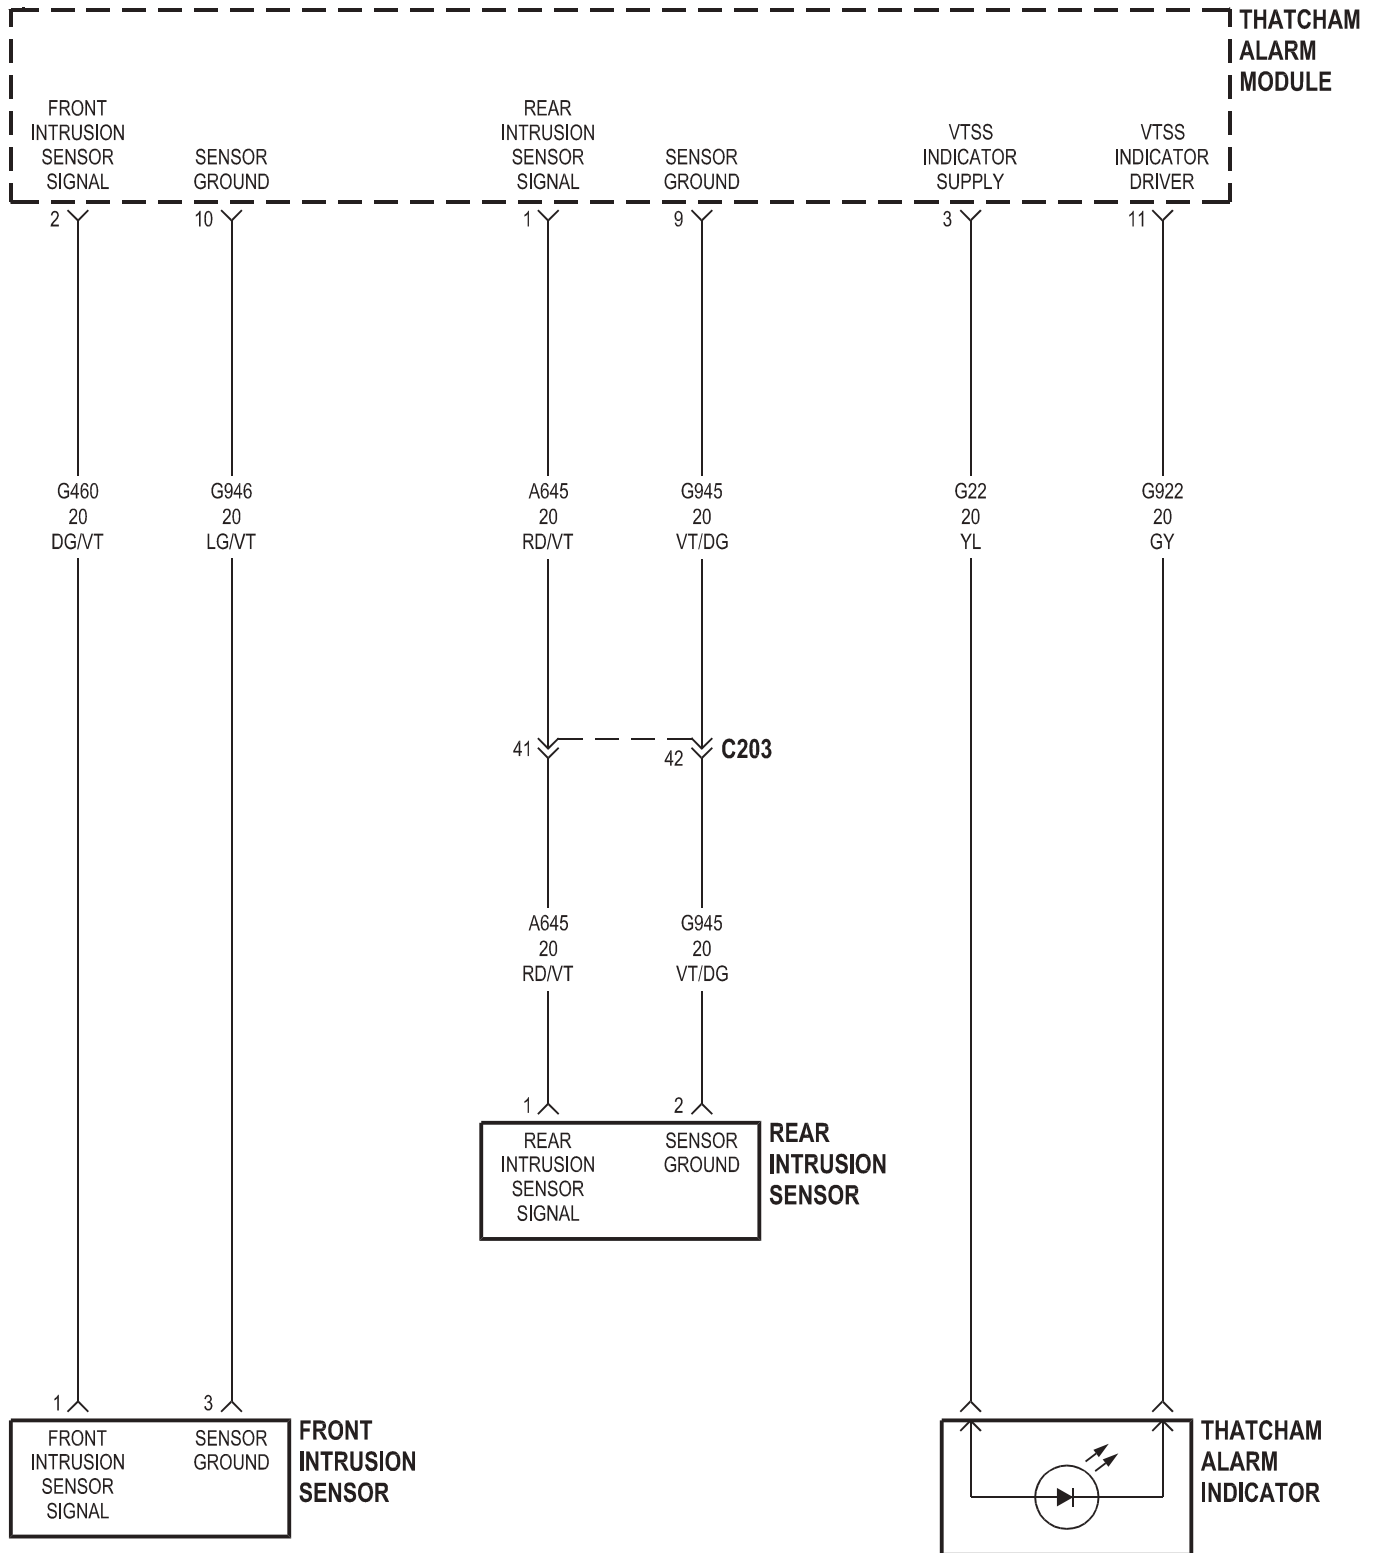 THATCHAM
ALARM
MODULE
FRONT
INTRUSION
SENSOR
SIGNAL
SENSOR
GROUND
REAR
INTRUSION
SENSOR
SIGNAL
SENSOR
GROUND
VTSS
INDICATOR
SUPPLY
VTSS
INDICATOR
DRIVER
2
10
1
9
3
11
G460
20
DG/VT
G946
20
LG/VT
A645
20
RD/VT
G945
20
VT/DG
G22
20
YL
G922
20
GY
41
42
C203
A645
20
RD/VT
G945
20
VT/DG
1
2
REAR
INTRUSION
SENSOR
SIGNAL
SENSOR
GROUND
REAR
INTRUSION
SENSOR
1
3
FRONT
INTRUSION
SENSOR
SIGNAL
SENSOR
GROUND
FRONT
INTRUSION
SENSOR
THATCHAM
ALARM
INDICATOR